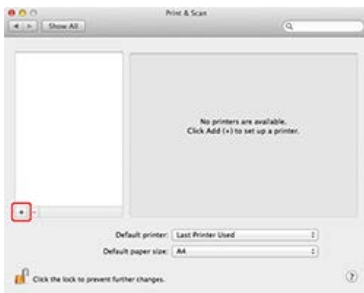 Print & Scan
Show All
No printers are available.
Click Add (+) to set up a printer.
+ -
Default printer: Last Printer Used
Default paper size: A4
Click the lock to prevent further changes.
?